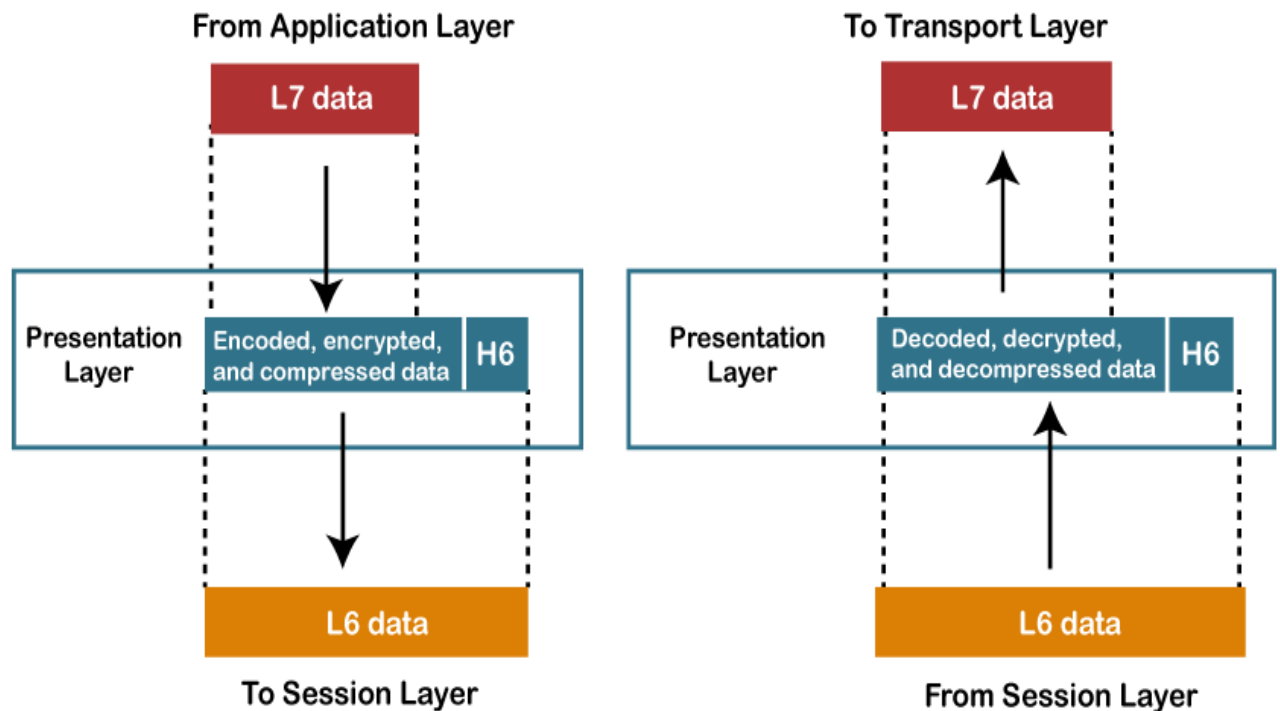 From Application Layer
L7 data
Presentation
Layer
Encoded, encrypted,
and compressed data
H6
L6 data
To Session Layer
To Transport Layer
L7 data
Presentation
Layer
Decoded, decrypted,
and decompressed data
H6
L6 data
From Session Layer